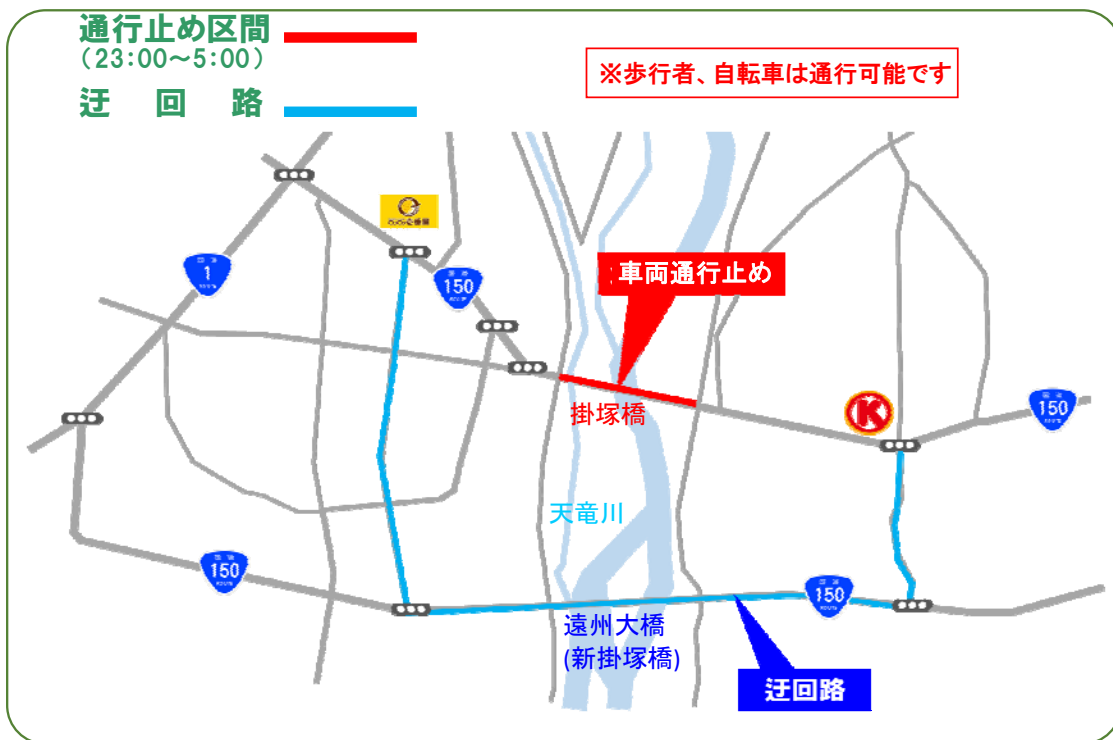 通行止め区間
(23:00～5:00)
迂回路
※歩行者、自転車は通行可能です
1
150
車両通行止め
掛塚橋
K
150
天竜川
150
150
遠州大橋
(新掛塚橋)
迂回路